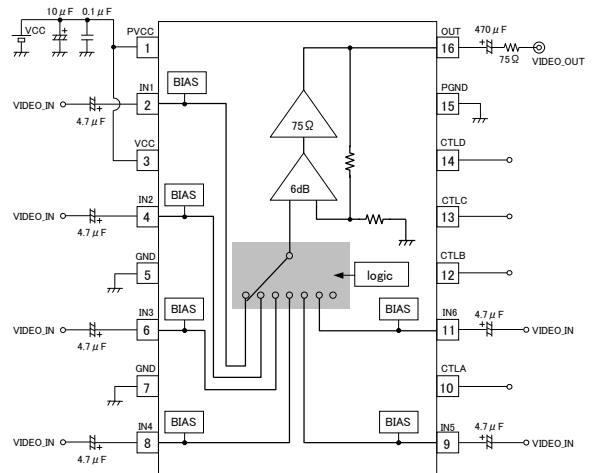 10μF 0.1μF
VCC
PVCC
1
OUT
16
470μF
75Ω
VIDEO_OUT
IN1
2
BIAS
VIDEO_IN
4.7μF
PGND
15
75Ω
VCC
3
CTLD
14
6dB
IN2
4
BIAS
VIDEO_IN
4.7μF
CTLC
13
GND
5
logic
CTLB
12
IN3
6
BIAS
VIDEO_IN
4.7μF
BIAS
IN6
11
4.7μF
VIDEO_IN
GND
7
CTLA
10
IN4
8
BIAS
VIDEO_IN
4.7μF
BIAS
IN5
9
4.7μF
VIDEO_IN